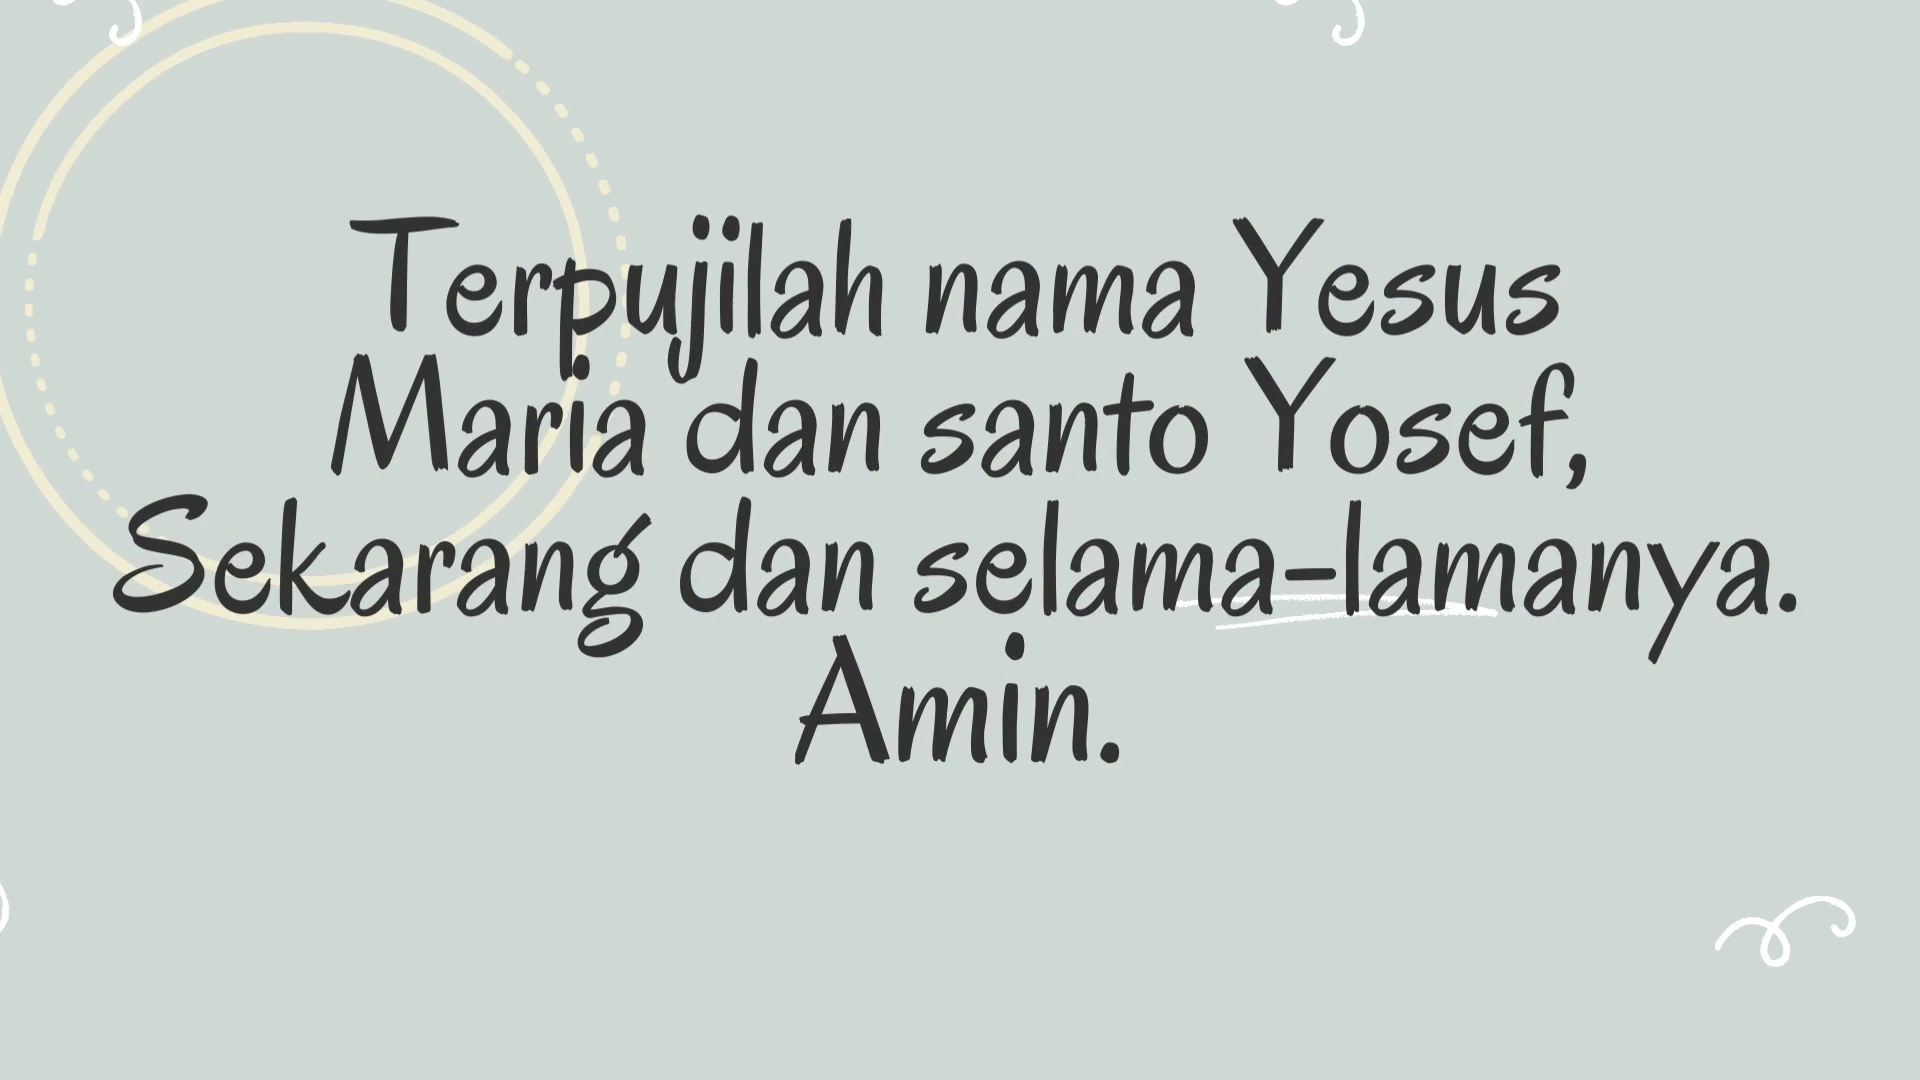 Terpujilah nama Yesus
Maria dan santo Yosef,
Sekarang dan selama-lamanya.
Amin.